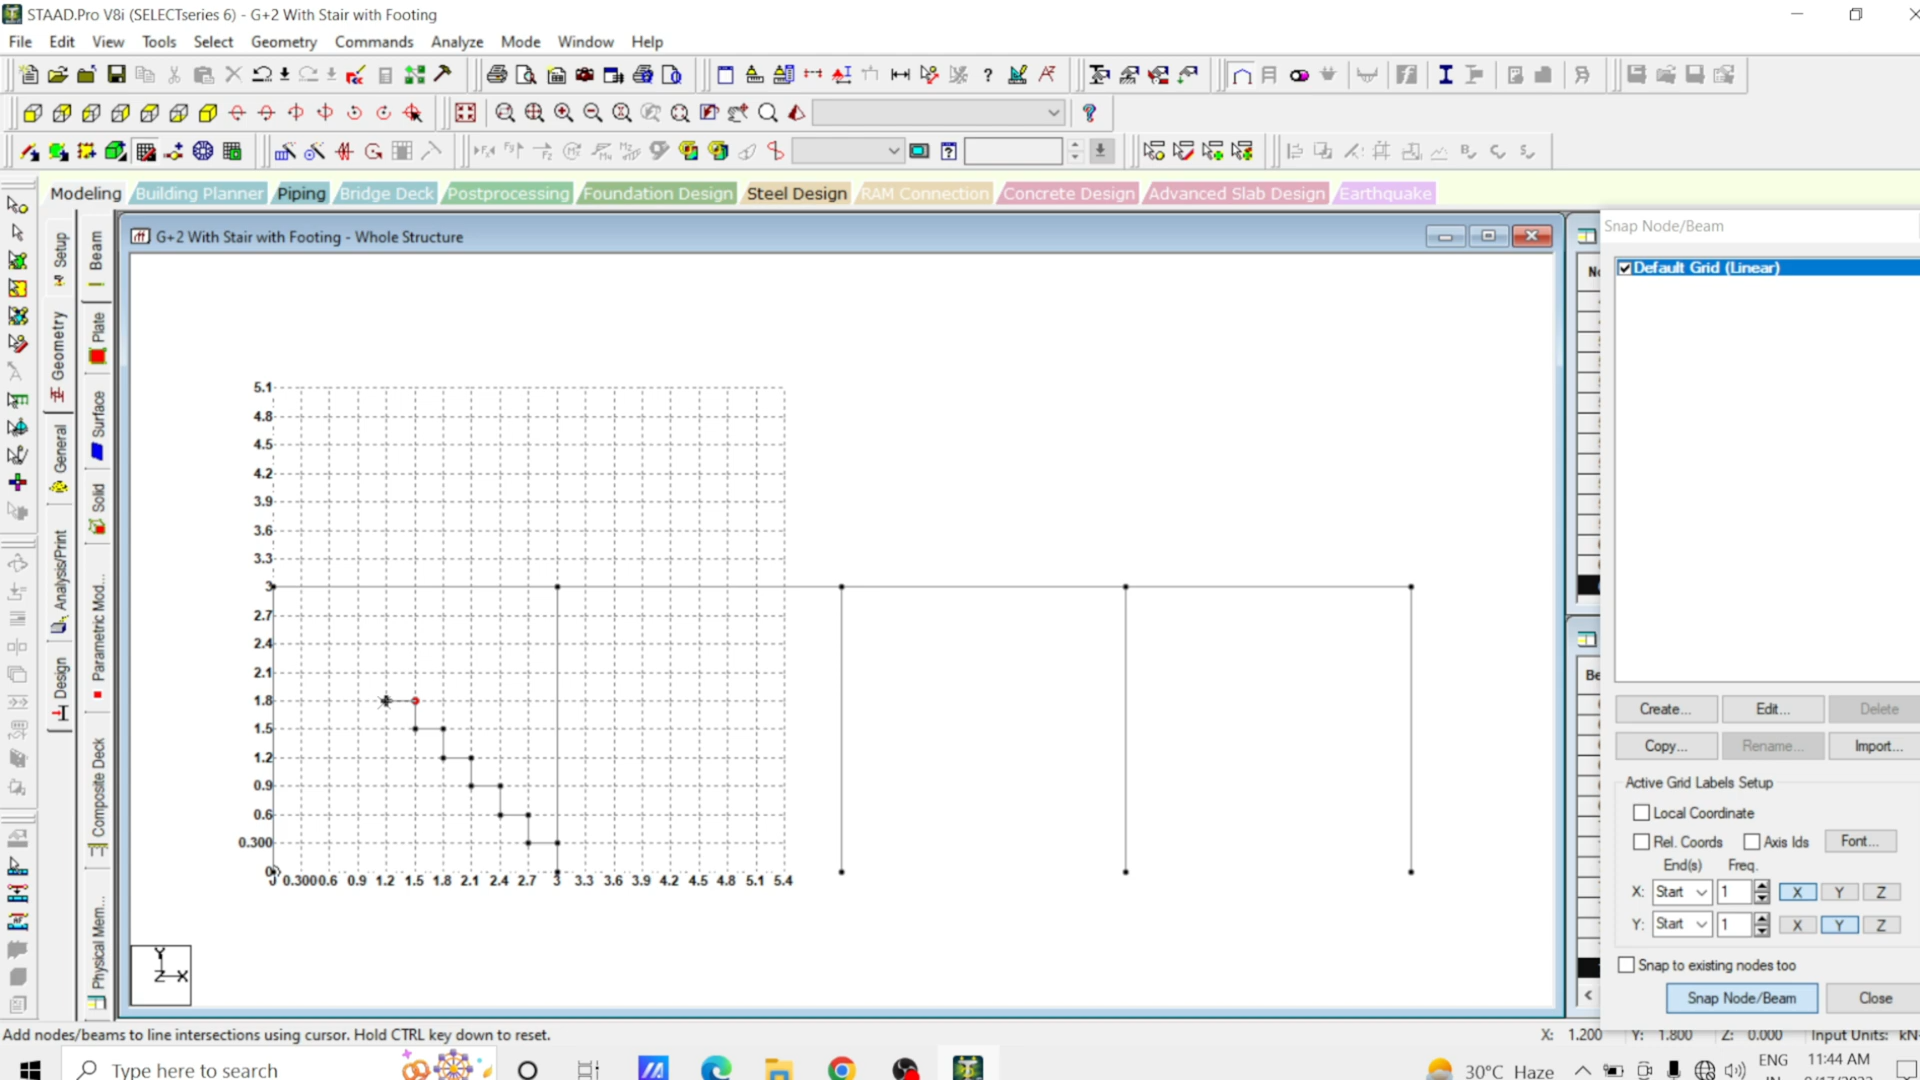 STAAD.Pro V8i (SELECTseries 6) - G+2 With Stair with Footing
File Edit View Tools Select Geometry Commands Analyze Mode Window Help
Modeling Building Planner Piping Bridge Deck Postprocessing Foundation Design Steel Design RAM Connection Concrete Design Advanced Slab Design Earthquake
Setup
Geometry
General
Analysis/Print
Design
Beam
Plate
Surface
Solid
Parametric Mod...
Composite Deck
Physical Mem...
G+2 With Stair with Footing - Whole Structure
5.1
4.8
4.5
4.2
3.9
3.6
3.3
3
2.7
2.4
2.1
1.8
1.5
1.2
0.9
0.6
0.300
0
0.300 0.6 0.9 1.2 1.5 1.8 2.1 2.4 2.7 3 3.3 3.6 3.9 4.2 4.5 4.8 5.1 5.4
Y
Z X
Be
Snap Node/Beam
Default Grid (Linear)
Create... Edit... Delete
Copy... Rename... Import...
Active Grid Labels Setup
Local Coordinate
Rel. Coords Axis Ids Font...
End(s) Freq.
X: Start 1 X Y Z
Y: Start 1 X Y Z
Snap to existing nodes too
Snap Node/Beam Close
Add nodes/beams to line intersections using cursor. Hold CTRL key down to reset. X: 1.200 Y: 1.800 Z: 0.000 Input Units: kN
Type here to search 30°C Haze ENG 11:44 AM